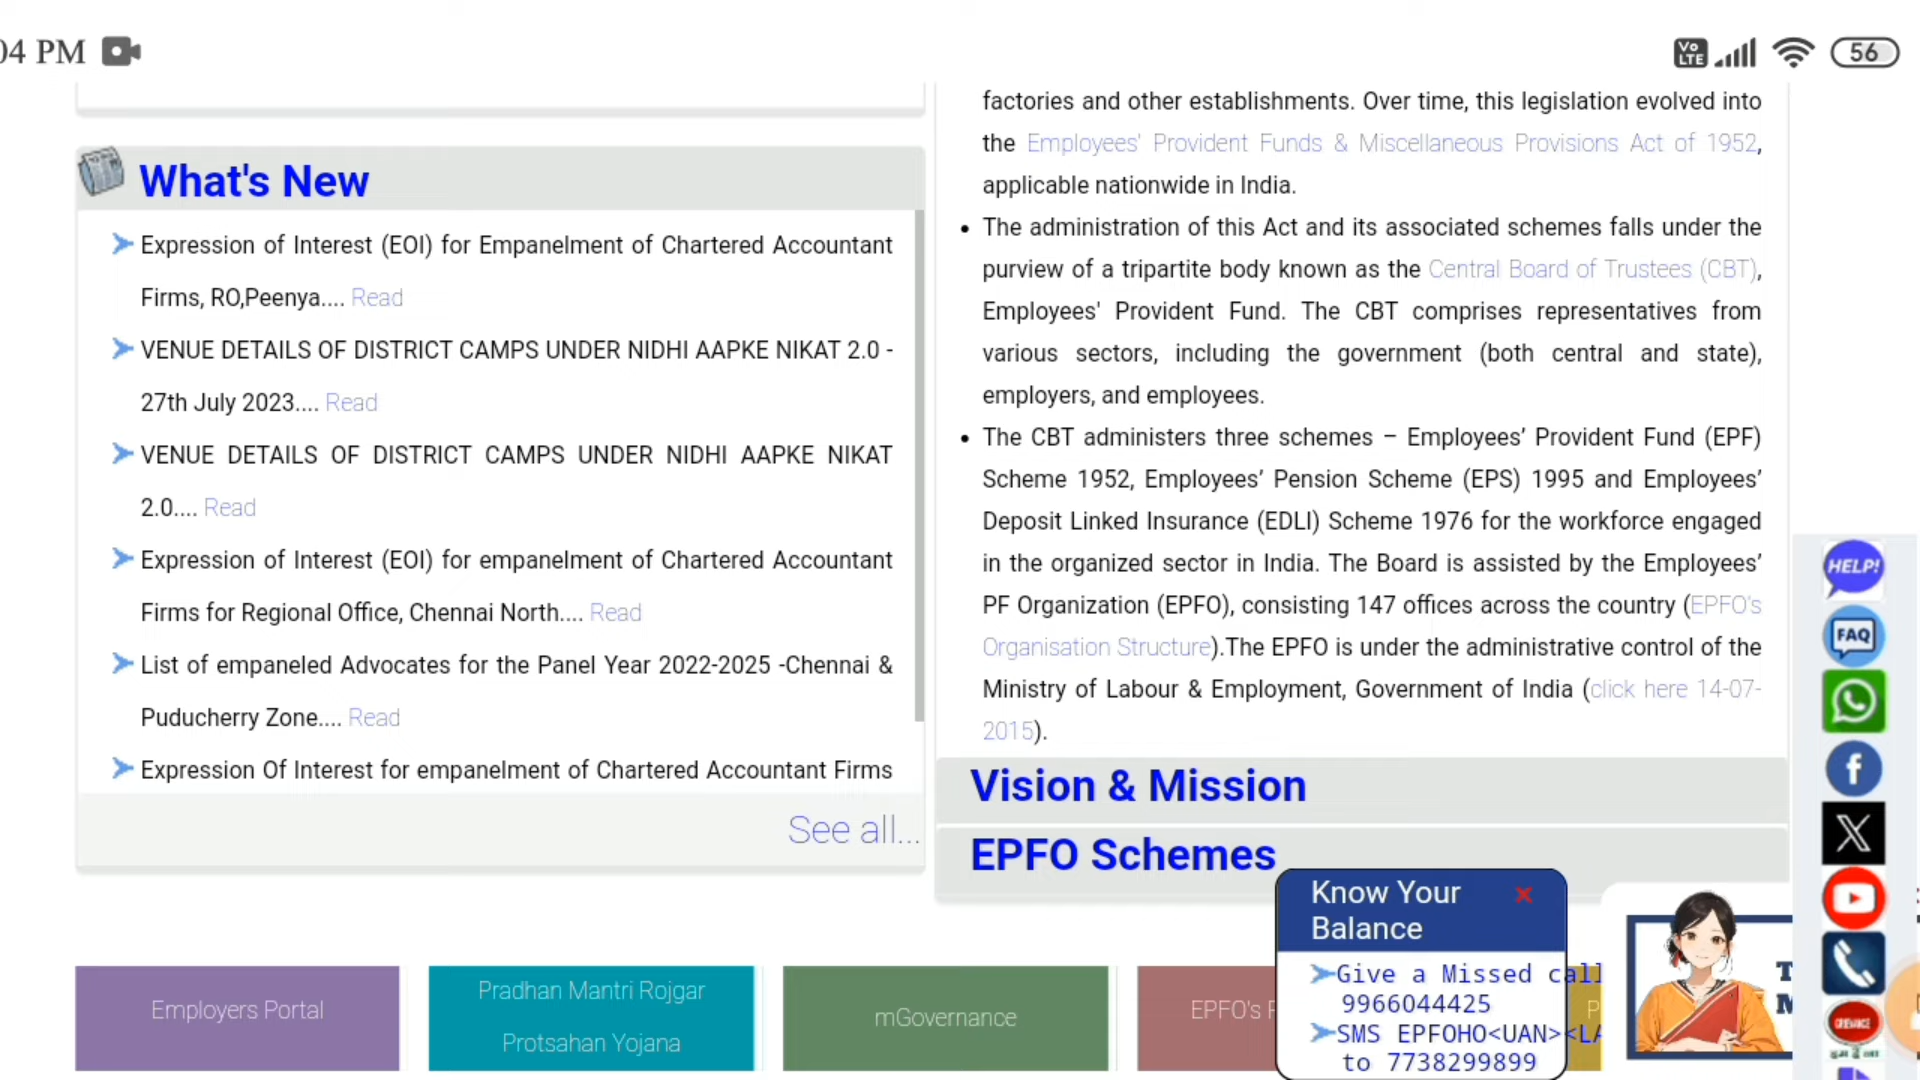 04 PM
Vo LTE
56
What's New
Expression of Interest (EOI) for Empanelment of Chartered Accountant
Firms, RO,Peenya.... Read
VENUE DETAILS OF DISTRICT CAMPS UNDER NIDHI AAPKE NIKAT 2.0 -
27th July 2023.... Read
VENUE DETAILS OF DISTRICT CAMPS UNDER NIDHI AAPKE NIKAT
2.0.... Read
Expression of Interest (EOI) for empanelment of Chartered Accountant
Firms for Regional Office, Chennai North.... Read
List of empaneled Advocates for the Panel Year 2022-2025 -Chennai &
Puducherry Zone.... Read
Expression Of Interest for empanelment of Chartered Accountant Firms
See all...
factories and other establishments. Over time, this legislation evolved into
the Employees' Provident Funds & Miscellaneous Provisions Act of 1952,
applicable nationwide in India.
• The administration of this Act and its associated schemes falls under the
purview of a tripartite body known as the Central Board of Trustees (CBT),
Employees' Provident Fund. The CBT comprises representatives from
various sectors, including the government (both central and state),
employers, and employees.
• The CBT administers three schemes – Employees’ Provident Fund (EPF)
Scheme 1952, Employees’ Pension Scheme (EPS) 1995 and Employees’
Deposit Linked Insurance (EDLI) Scheme 1976 for the workforce engaged
in the organized sector in India. The Board is assisted by the Employees’
PF Organization (EPFO), consisting 147 offices across the country (EPFO's
Organisation Structure).The EPFO is under the administrative control of the
Ministry of Labour & Employment, Government of India (click here 14-07-
2015).
Vision & Mission
EPFO Schemes
HELP!
FAQ
Know Your
Balance
Give a Missed call
9966044425
SMS EPFOHO<UAN><LA
to 7738299899
Employers Portal
Pradhan Mantri Rojgar
Protsahan Yojana
mGovernance
EPFO's